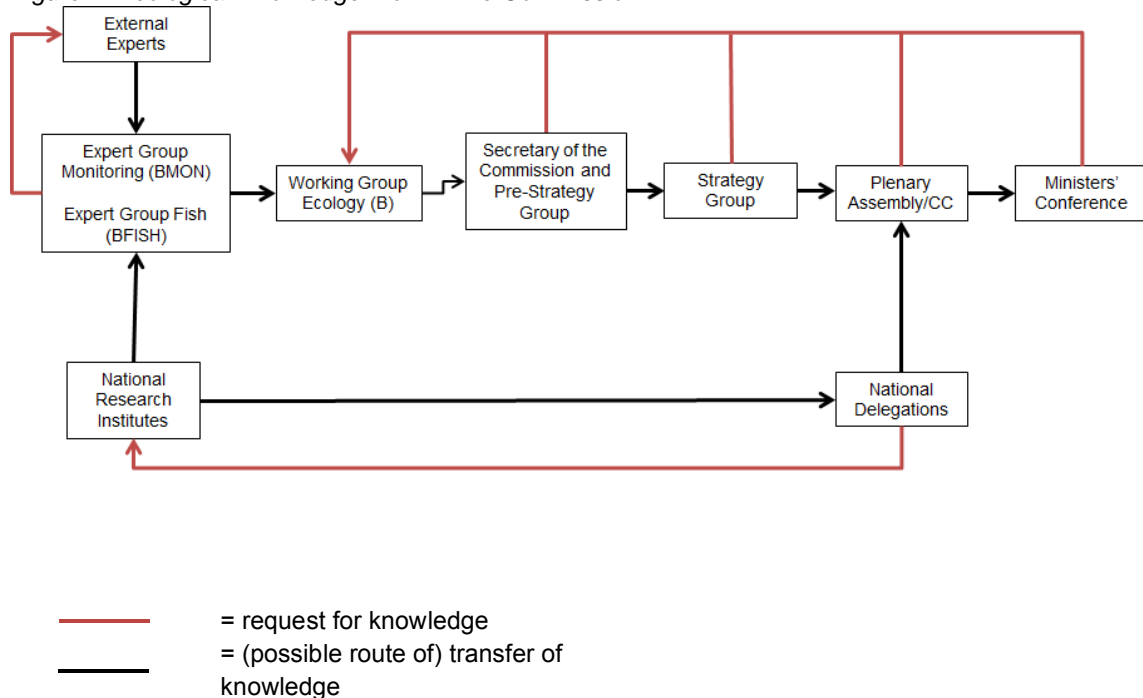 External
Experts
Expert Group
Monitoring (BMON)
Expert Group Fish
(BFISH)
Working Group
Ecology (B)
Secretary of the
Commission and
Pre-Strategy
Group
Strategy
Group
Plenary
Assembly/CC
Ministers'
Conference
National
Research
Institutes
National
Delegations
= request for knowledge
= (possible route of) transfer of
knowledge